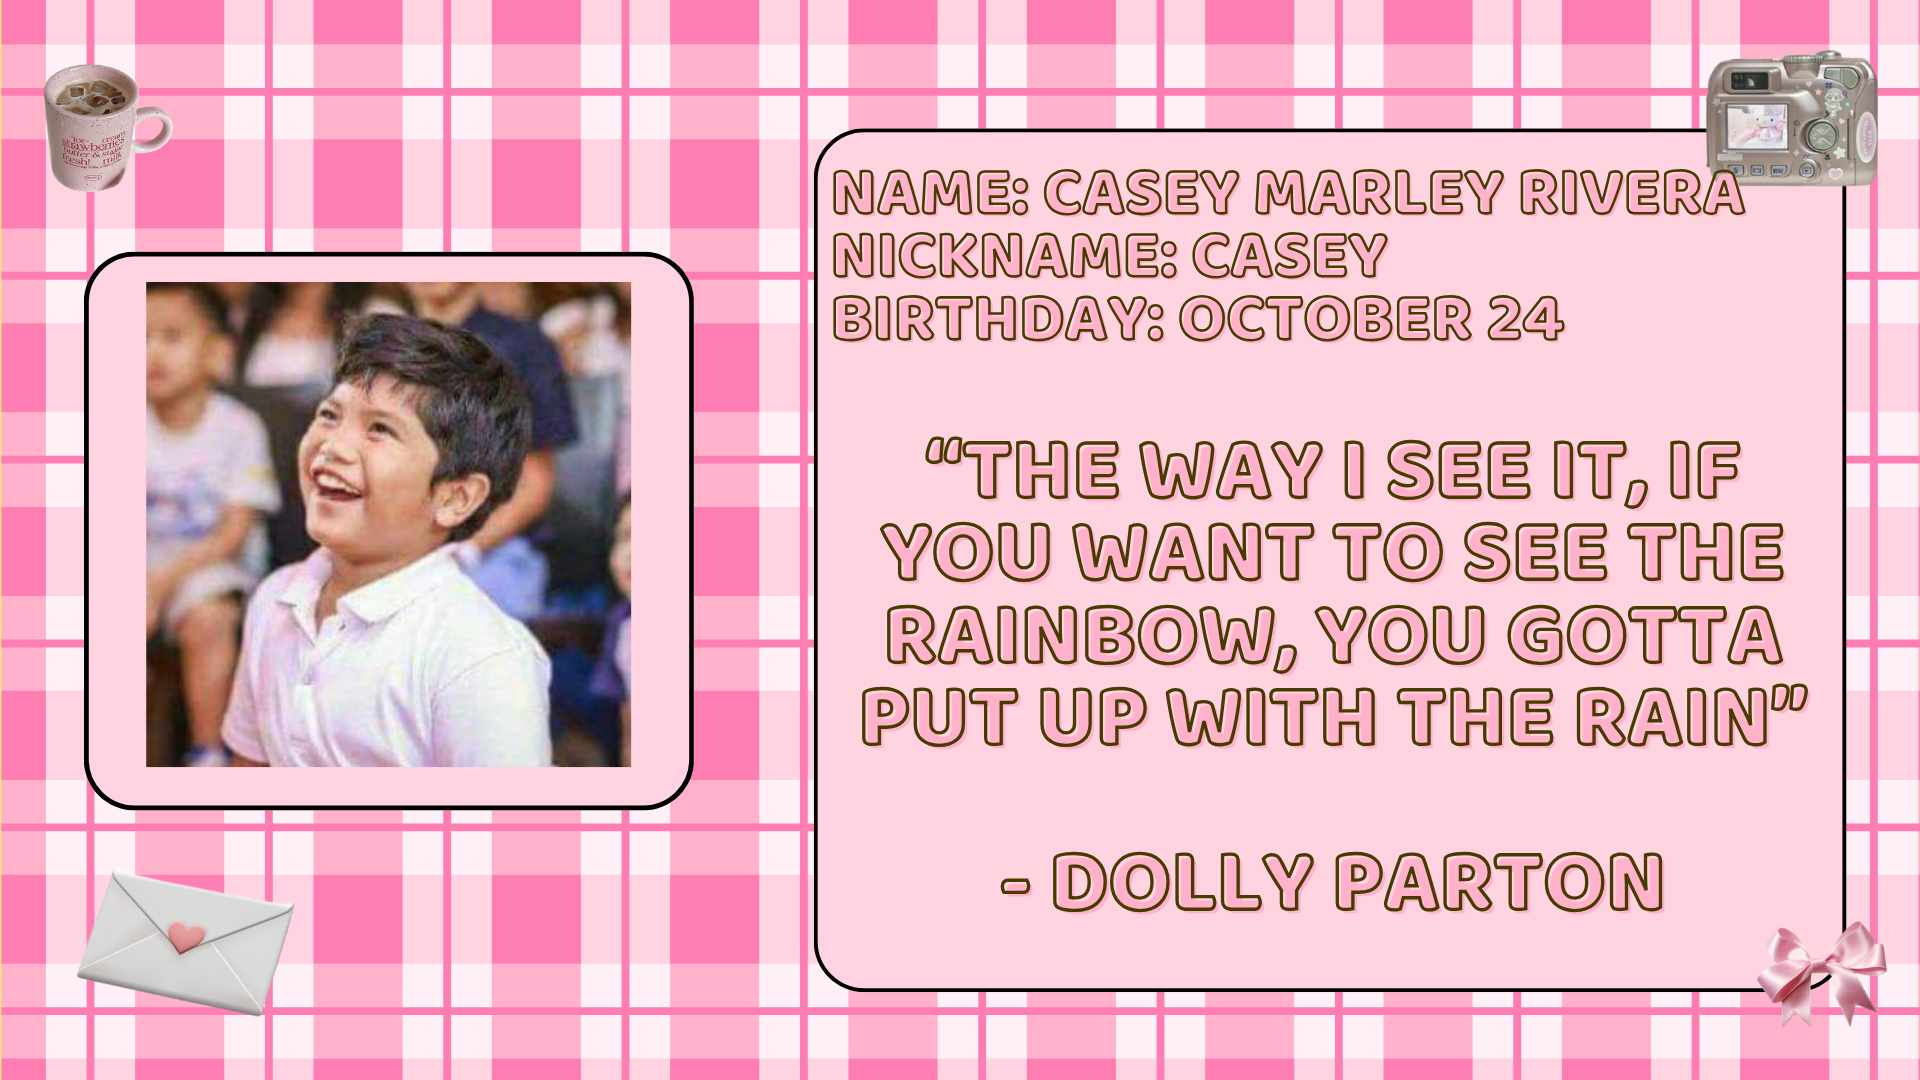 NAME: CASEY MARLEY RIVERA
NICKNAME: CASEY
BIRTHDAY: OCTOBER 24
“THE WAY I SEE IT, IF
YOU WANT TO SEE THE
RAINBOW, YOU GOTTA
PUT UP WITH THE RAIN”
- DOLLY PARTON